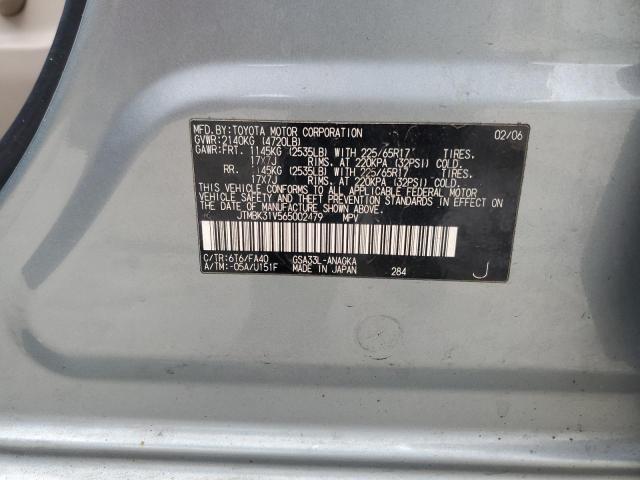 MFD.BY:TOYOTA MOTOR CORPORATION 02/06
GVWR:2140KG (4720LB)
GAWR:FRT. 1145KG (2535LB) WITH 225/65R17 TIRES.
17X7J RIMS. AT 220KPA (32PSI) COLD.
RR. 1145KG (2535LB) WITH 225/65R17 TIRES.
17X7J RIMS. AT 220KPA (32PSI) COLD.
THIS VEHICLE CONFORMS TO ALL APPLICABLE FEDERAL MOTOR
VEHICLE SAFETY AND THEFT PREVENTION STANDARDS IN EFFECT
ON THE DATE OF MANUFACTURE SHOWN ABOVE.
JTMBK31V565002479 MPV
C/TR:6T6/FA40 GSA33L-ANAGKA
A/TM:-05A/U151F MADE IN JAPAN 284 J